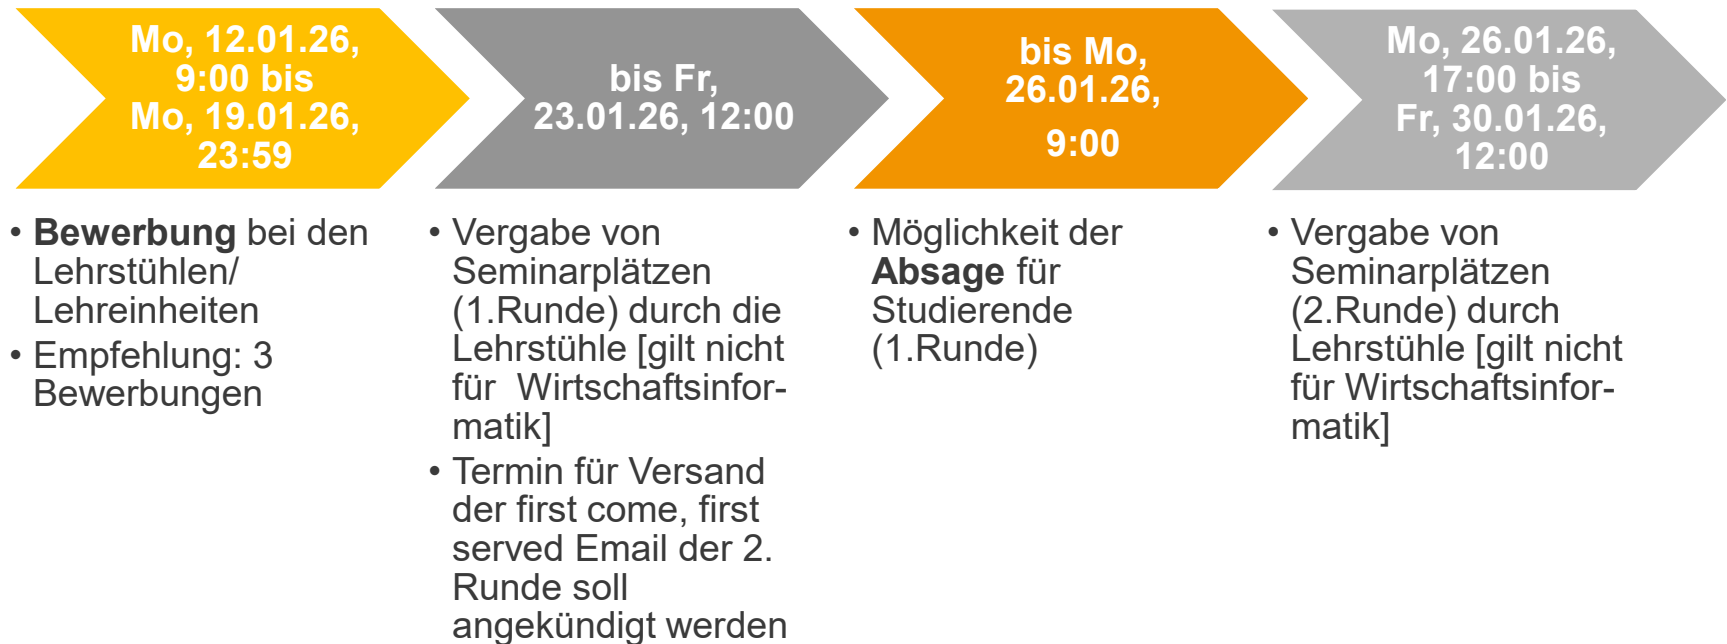 Mo, 12.01.26,
9:00 bis
Mo, 19.01.26,
23:59
bis Fr,
23.01.26, 12:00
bis Mo,
26.01.26,
9:00
Mo, 26.01.26,
17:00 bis
Fr, 30.01.26,
12:00
• Bewerbung bei den
Lehrstühlen/
Lehreinheiten
• Empfehlung: 3
Bewerbungen
• Vergabe von
Seminarplätzen
(1.Runde) durch die
Lehrstühle [gilt nicht
für Wirtschaftsinfor-
matik]
• Termin für Versand
der first come, first
served Email der 2.
Runde soll
angekündigt werden
• Möglichkeit der
Absage für
Studierende
(1.Runde)
• Vergabe von
Seminarplätzen
(2.Runde) durch
Lehrstühle [gilt nicht
für Wirtschaftsinfor-
matik]